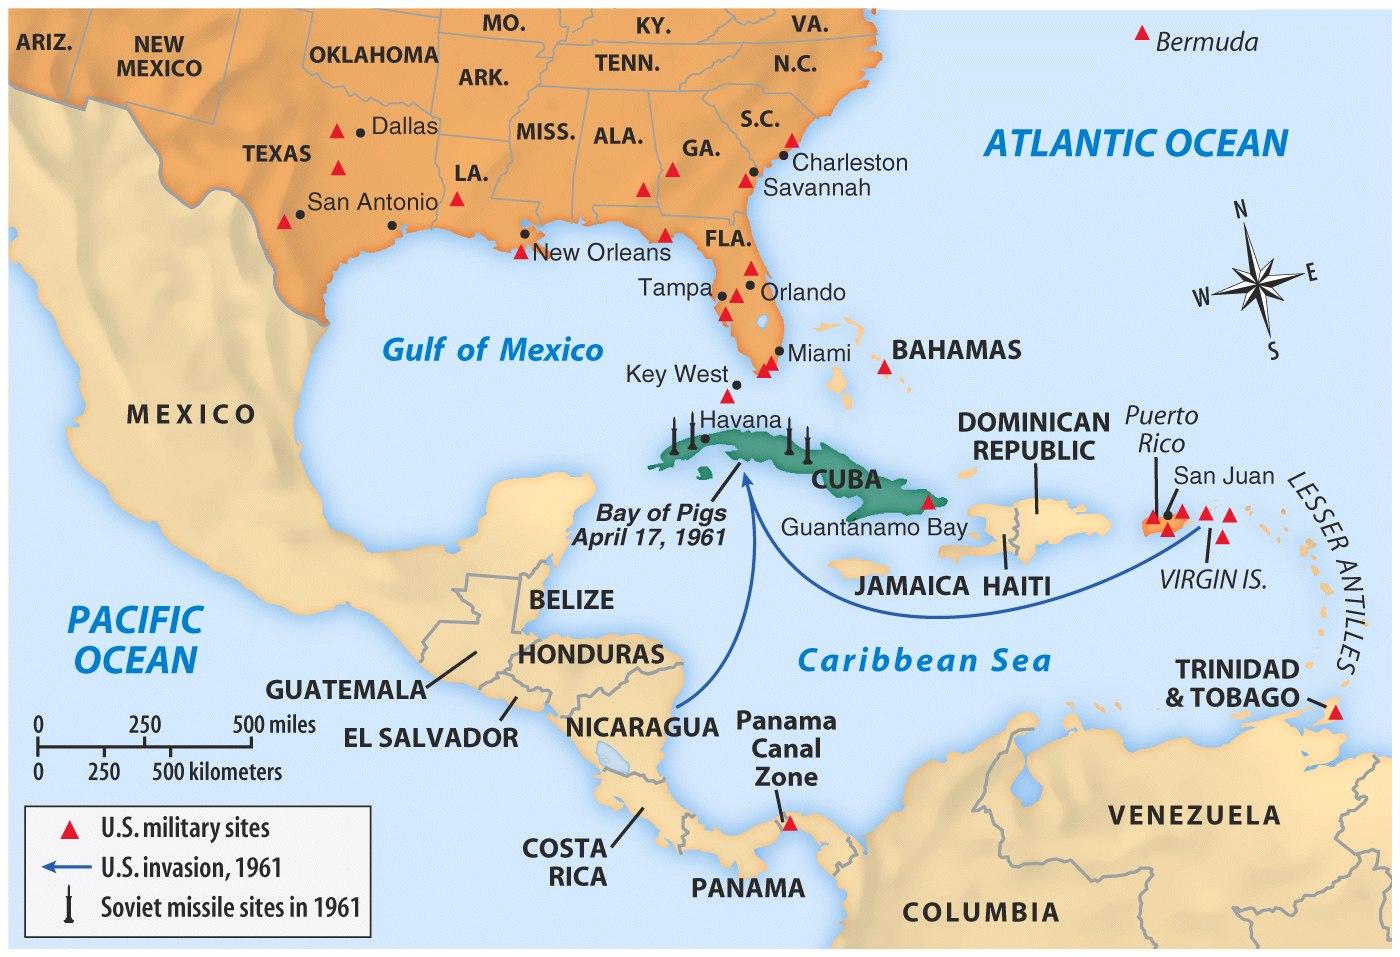 MO.
KY.
VA.
ARIZ.
NEW
MEXICO
OKLAHOMA
ARK.
TENN.
N.C.
Bermuda
S.C.
MISS.
ALA.
GA.
Dallas
TEXAS
LA.
Charleston
Savannah
San Antonio
New Orleans
FLA.
Tampa
Orlando
ATLANTIC OCEAN
N
E
W
S
Gulf of Mexico
Miami
BAHAMAS
Key West
MEXICO
Havana
CUBA
DOMINICAN
REPUBLIC
Puerto
Rico
San Juan
Bay of Pigs
April 17, 1961
Guantanamo Bay
LESSER ANTILLES
JAMAICA
HAITI
VIRGIN IS.
BELIZE
PACIFIC
OCEAN
HONDURAS
GUATEMALA
Caribbean Sea
TRINIDAD
& TOBAGO
EL SALVADOR
NICARAGUA
Panama
Canal
Zone
0 250 500 miles
0 250 500 kilometers
COSTA
RICA
PANAMA
VENEZUELA
COLUMBIA
U.S. military sites
U.S. invasion, 1961
Soviet missile sites in 1961